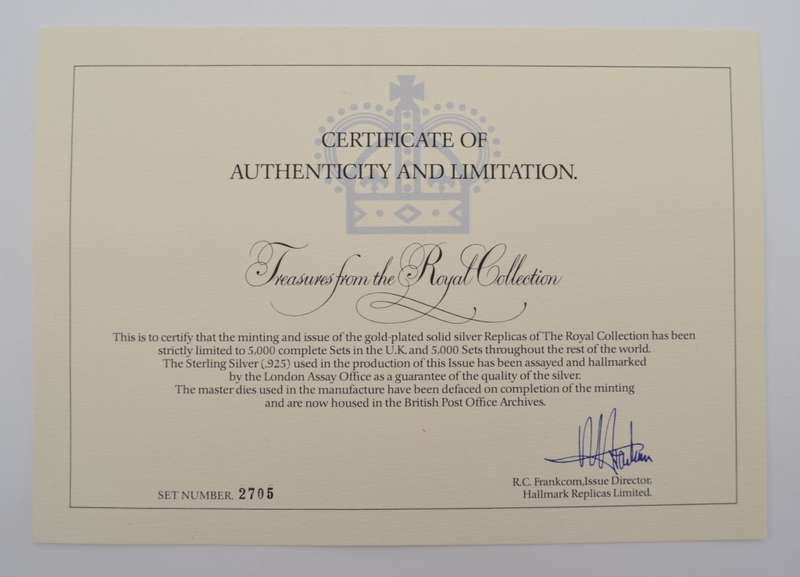 CERTIFICATE OF
AUTHENTICITY AND LIMITATION.
Treasures from the Royal Collection
This is to certify that the minting and issue of the gold-plated solid silver Replicas of The Royal Collection has been
strictly limited to 5,000 complete Sets in the U.K. and 5,000 Sets throughout the rest of the world.
The Sterling Silver (.925) used in the production of this Issue has been assayed and hallmarked
by the London Assay Office as a guarantee of the quality of the silver.
The master dies used in the manufacture have been defaced on completion of the minting
and are now housed in the British Post Office Archives.
R.C. Frankcom, Issue Director,
Hallmark Replicas Limited.
SET NUMBER. 2705